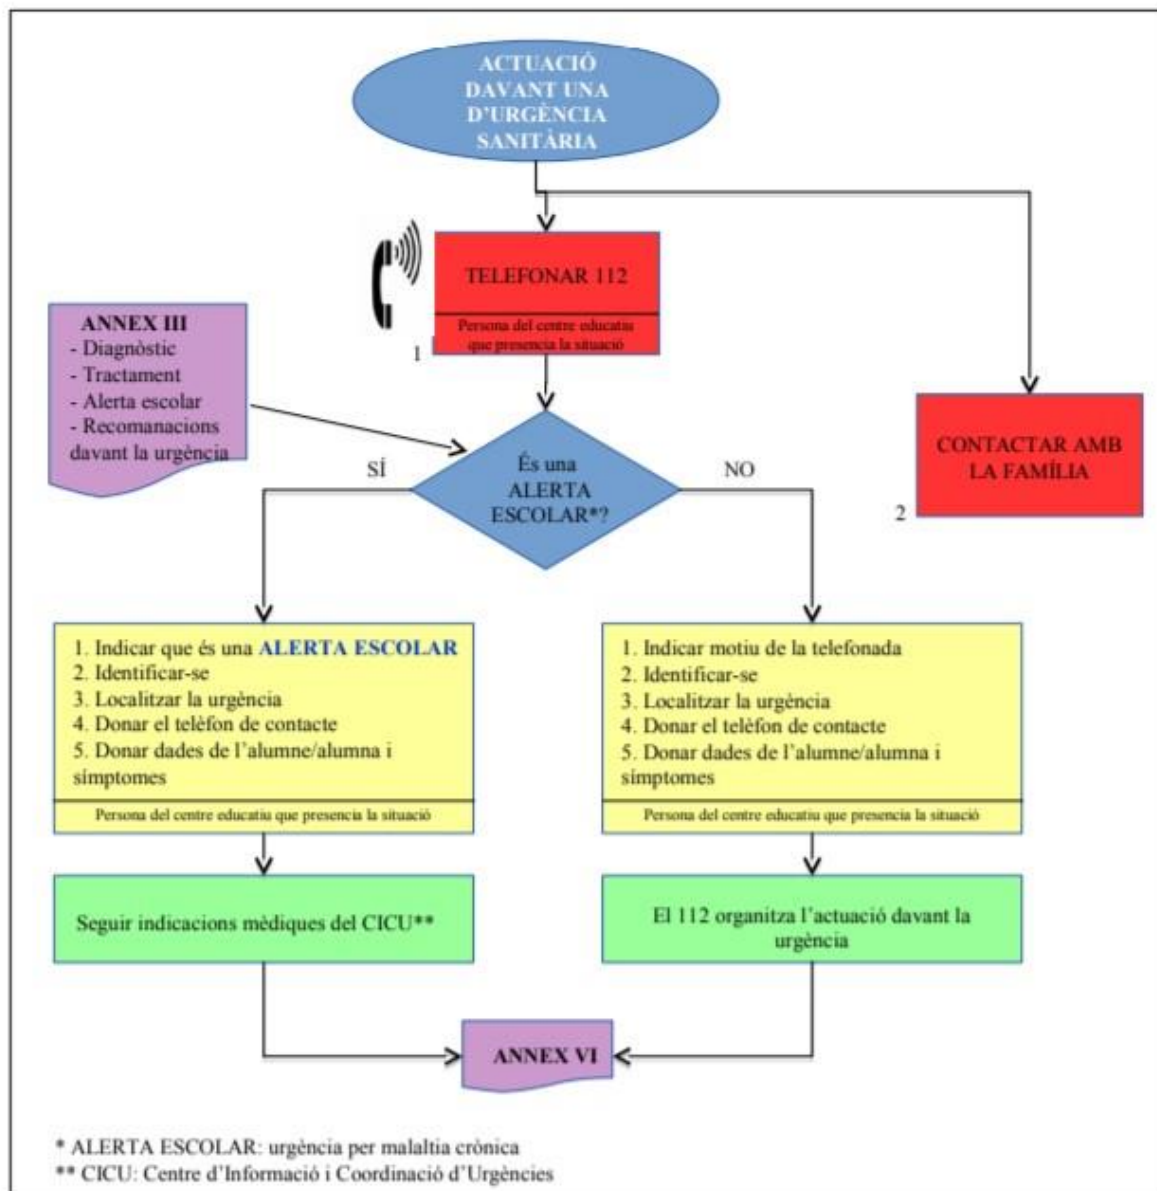 ACTUACIÓ
DAVANT UNA
D'URGÈNCIA
SANITÀRIA
TELEFONAR 112
Persona del centre educatiu
que presencia la situació
1
ANNEX III
- Diagnòstic
- Tractament
- Alerta escolar
- Recomanacions
davant la urgència
CONTACTAR AMB
LA FAMÍLIA
2
És una
ALERTA
ESCOLAR*?
SÍ
NO
1. Indicar que és una ALERTA ESCOLAR
2. Identificar-se
3. Localitzar la urgència
4. Donar el telèfon de contacte
5. Donar dades de l'alumne/alumna i
símptomes
Persona del centre educatiu que presencia la situació
1. Indicar motiu de la telefonada
2. Identificar-se
3. Localitzar la urgència
4. Donar el telèfon de contacte
5. Donar dades de l'alumne/alumna i
símptomes
Persona del centre educatiu que presencia la situació
Seguir indicacions mèdiques del CICU**
El 112 organitza l'actuació davant la
urgència
ANNEX VI
* ALERTA ESCOLAR: urgència per malaltia crònica
** CICU: Centre d'Informació i Coordinació d'Urgències